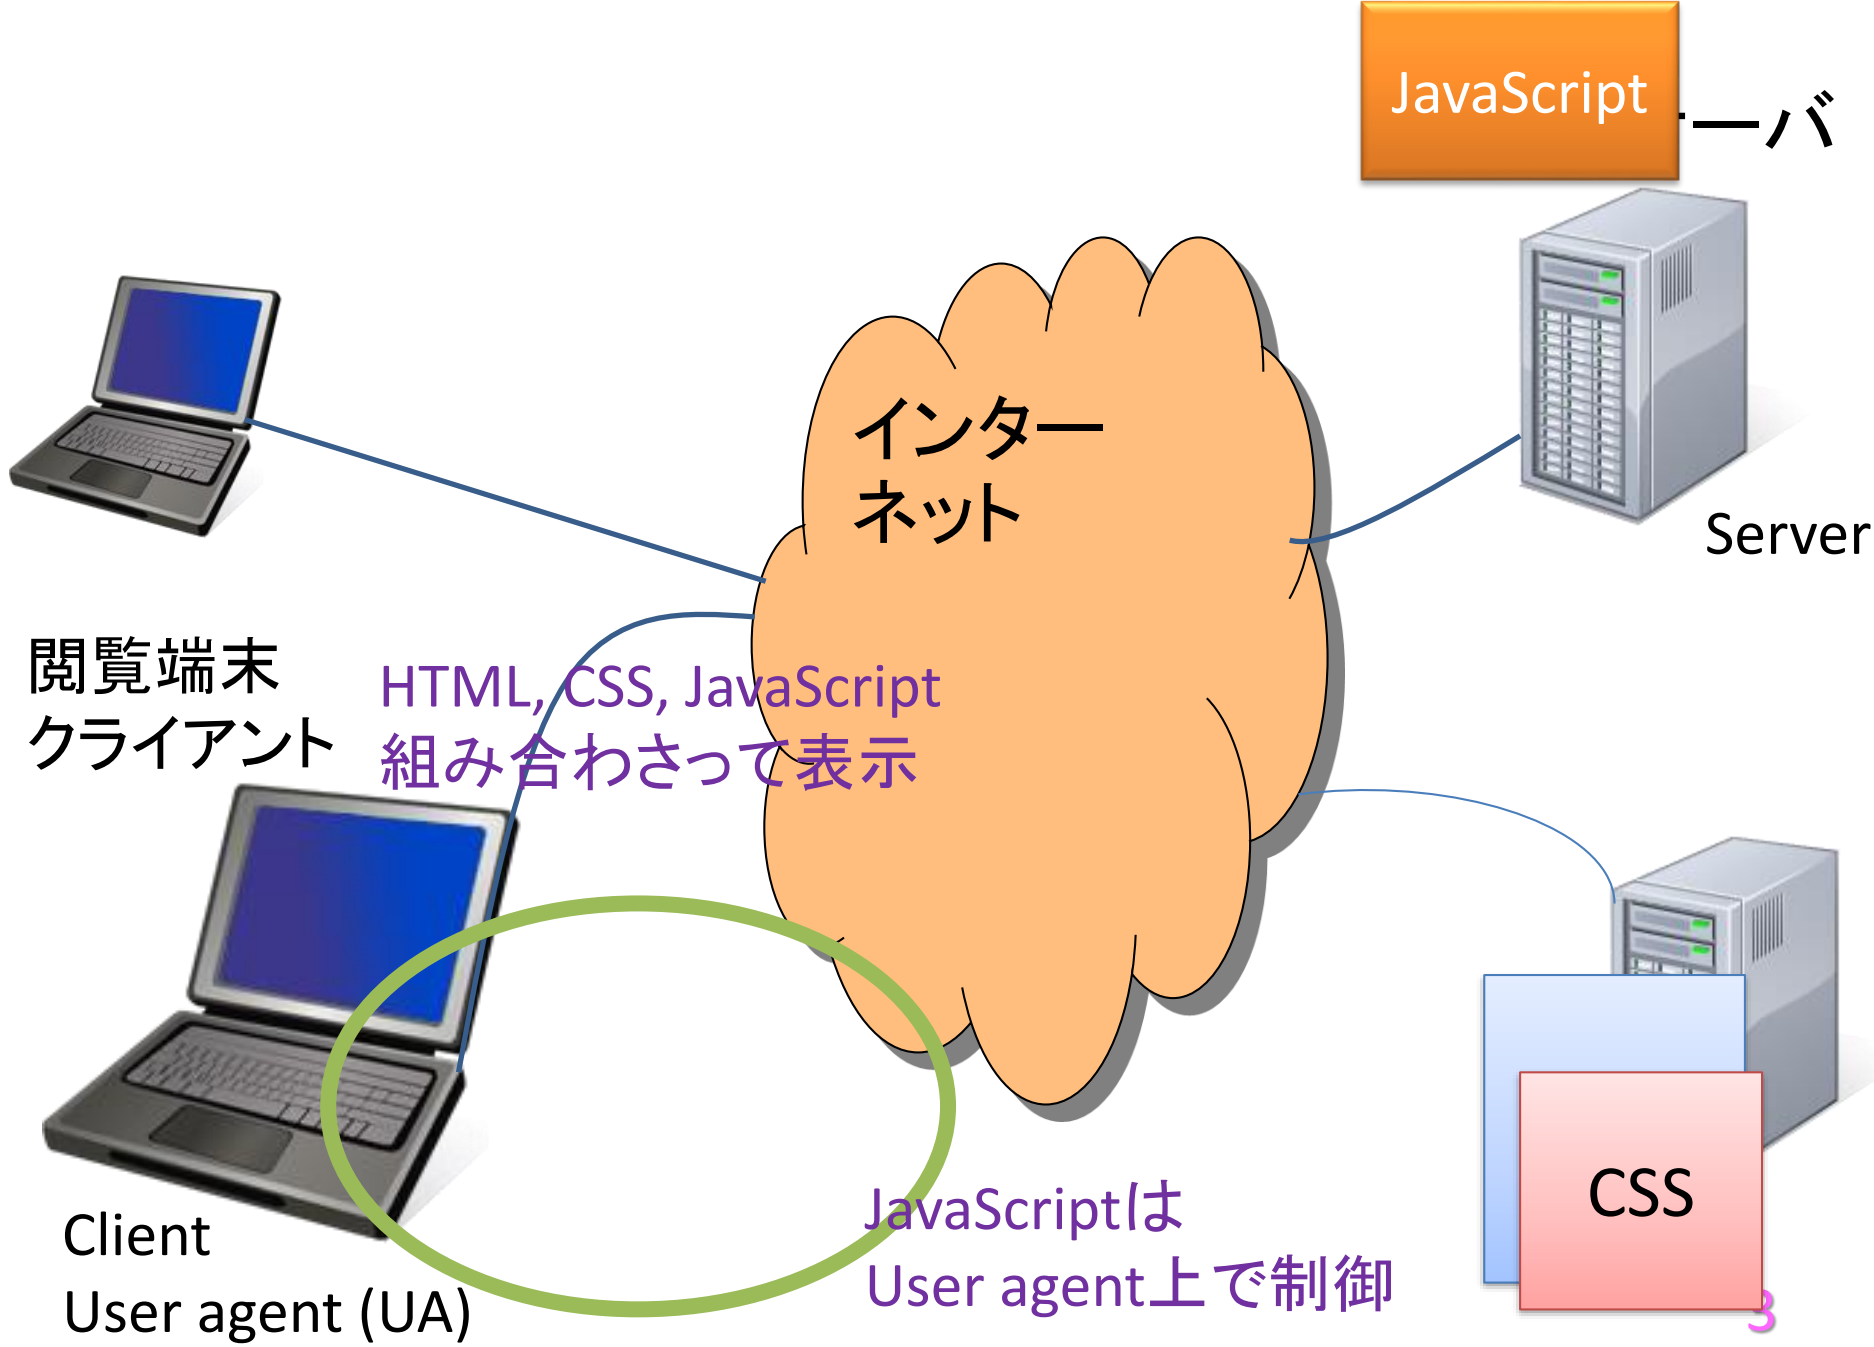 JavaScript
ーバ
インター
ネット
Server
閲覧端末
クライアント
HTML, CSS, JavaScript
組み合わさって表示
CSS
JavaScriptは
User agent上で制御
Client
User agent (UA)
3